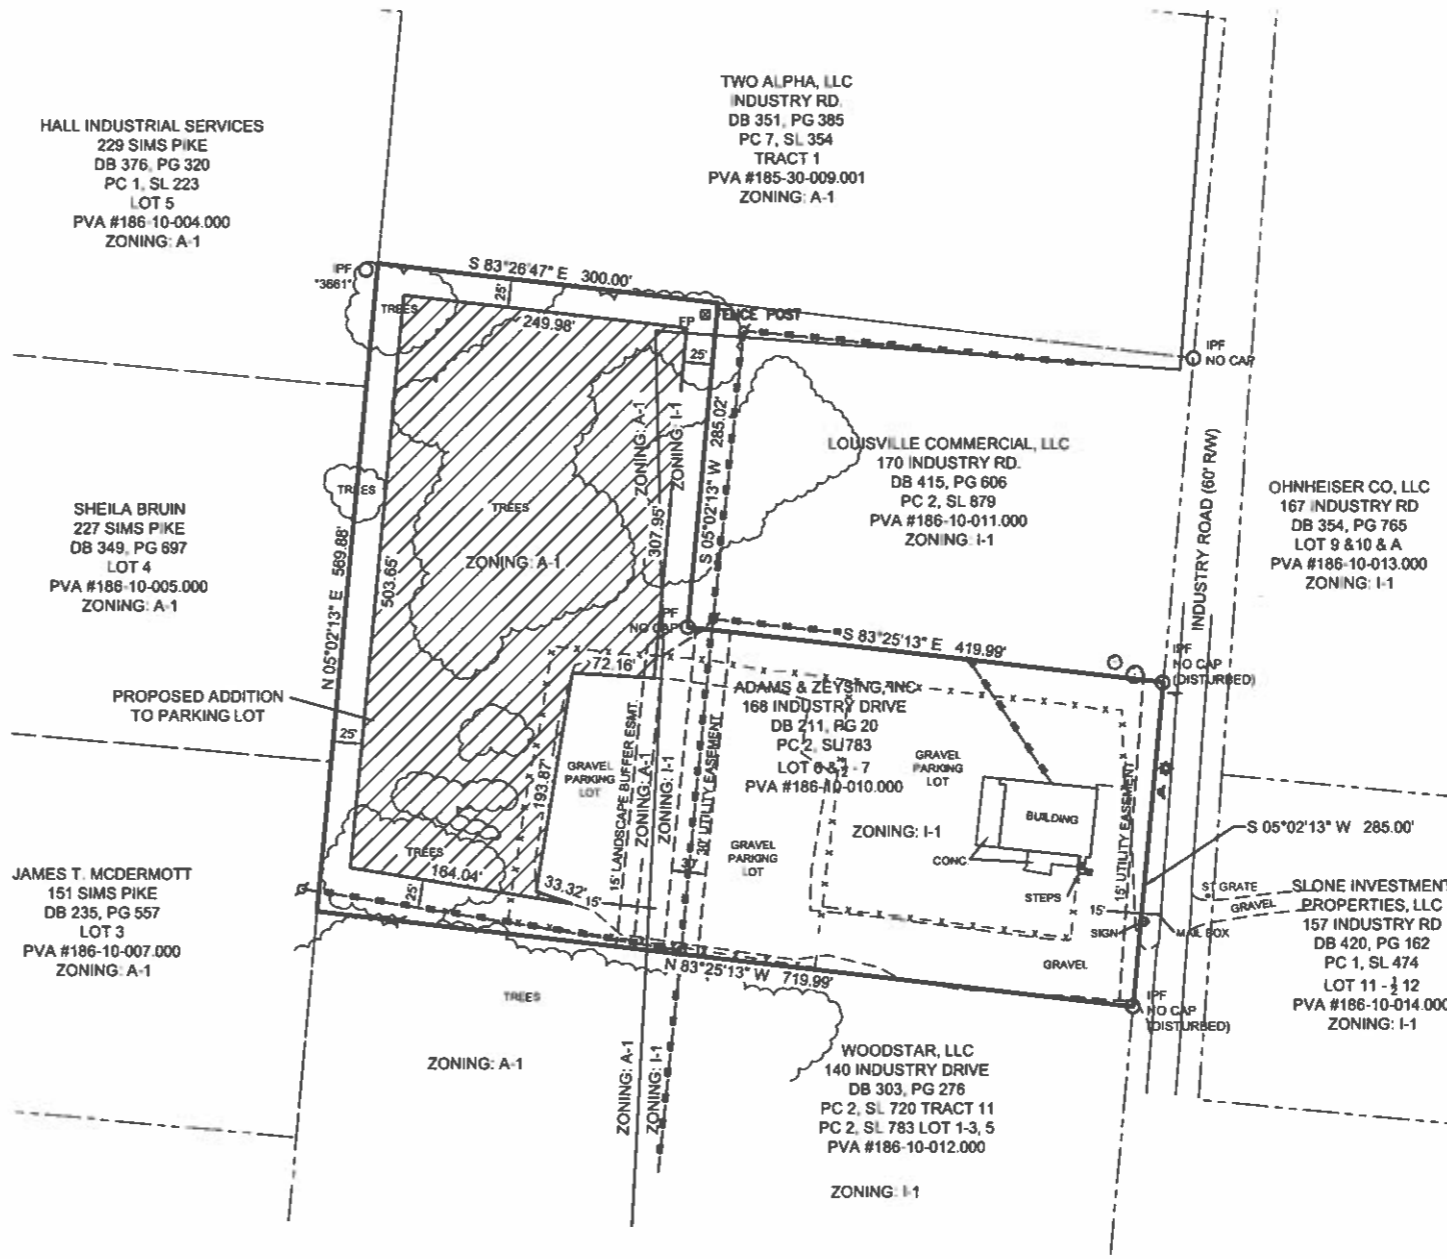 TWO ALPHA, LLC
INDUSTRY RD.
DB 351, PG 385
PC 7, SL 354
TRACT 1
PVA #185-30-009.001
ZONING: A-1
HALL INDUSTRIAL SERVICES
229 SIMS PIKE
DB 376, PG 320
PC 1, SL 223
LOT 5
PVA #186-10-004.000
ZONING: A-1
IPF
"3661"
S 83°26'47" E 300.00'
25'
TREES
249.98'
EP
FENCE POST
25'
IPF
NO CAP
ZONING: A-1
ZONING: I-1
S 05°02'13" W 285.02'
307.95'
LOUISVILLE COMMERCIAL, LLC
170 INDUSTRY RD.
DB 415, PG 606
PC 2, SL 879
PVA #186-10-011.000
ZONING: I-1
INDUSTRY ROAD (60' R/W)
OHNHEISER CO, LLC
167 INDUSTRY RD
DB 354, PG 765
LOT 9 & 10 & A
PVA #186-10-013.000
ZONING: I-1
SHEILA BRUIN
227 SIMS PIKE
DB 349, PG 697
LOT 4
PVA #186-10-005.000
ZONING: A-1
TREES
TREES
ZONING: A-1
N 05°02'13" E 569.88'
503.65'
IPF
NO CAP
S 83°25'13" E 419.99'
IPF
NO CAP
(DISTURBED)
72.16'
PROPOSED ADDITION
TO PARKING LOT
25'
ADAMS & ZEYSING, INC
168 INDUSTRY DRIVE
DB 211, PG 20
PC 2, SL 783
LOT 6 & ½ - 7
PVA #186-10-010.000
GRAVEL
PARKING
LOT
GRAVEL
PARKING
LOT
193.87'
15' LANDSCAPE BUFFER ESMT.
ZONING: A-1
ZONING: I-1
30' UTILITY EASEMENT
30'
GRAVEL
PARKING
LOT
ZONING: I-1
BUILDING
CONC.
STEPS
15' UTILITY EASEMENT
S 05°02'13" W 285.00'
TREES
164.04'
25'
33.32'
15'
15'
SIGN
MAIL BOX
ST GRATE
GRAVEL
GRAVEL
JAMES T. MCDERMOTT
151 SIMS PIKE
DB 235, PG 557
LOT 3
PVA #186-10-007.000
ZONING: A-1
SLONE INVESTMENT
PROPERTIES, LLC
157 INDUSTRY RD
DB 420, PG 162
PC 1, SL 474
LOT 11 - ½ 12
PVA #186-10-014.000
ZONING: I-1
N 83°25'13" W 719.99'
IPF
NO CAP
(DISTURBED)
TREES
ZONING: A-1
ZONING: A-1
ZONING: I-1
WOODSTAR, LLC
140 INDUSTRY DRIVE
DB 303, PG 276
PC 2, SL 720 TRACT 11
PC 2, SL 783 LOT 1-3, 5
PVA #186-10-012.000
ZONING: I-1